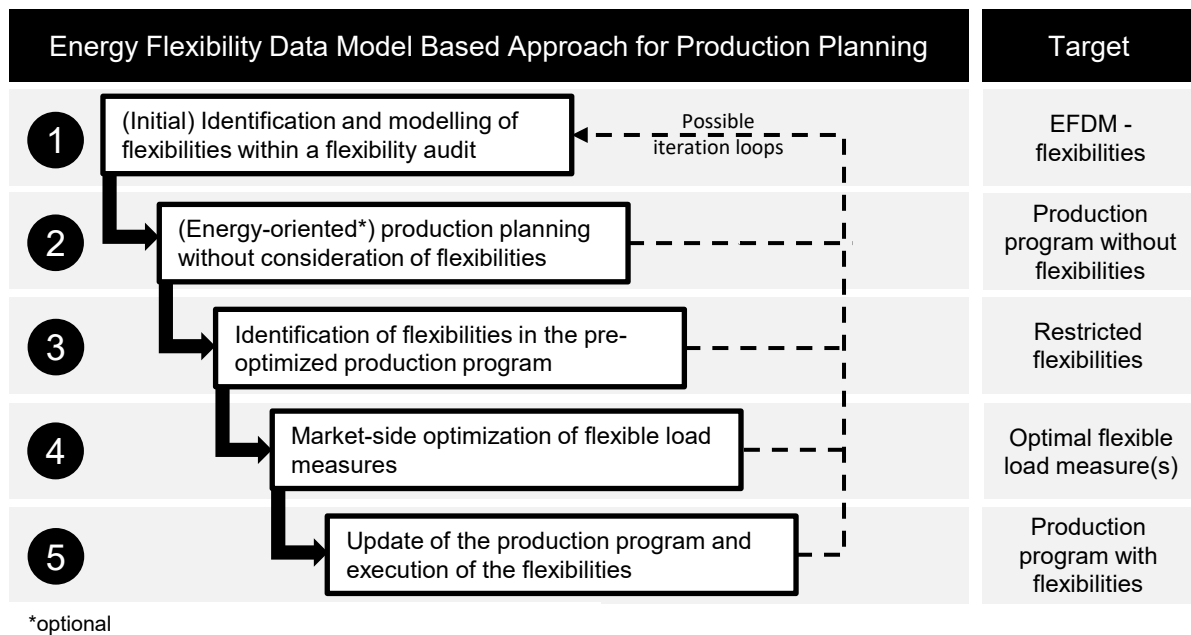 Energy Flexibility Data Model Based Approach for Production Planning
Target
1
(Initial) Identification and modelling of
flexibilities within a flexibility audit
Possible
iteration loops
EFDM -
flexibilities
2
(Energy-oriented*) production planning
without consideration of flexibilities
Production
program without
flexibilities
3
Identification of flexibilities in the pre-
optimized production program
Restricted
flexibilities
4
Market-side optimization of flexible load
measures
Optimal flexible
load measure(s)
5
Update of the production program and
execution of the flexibilities
Production
program with
flexibilities
*optional